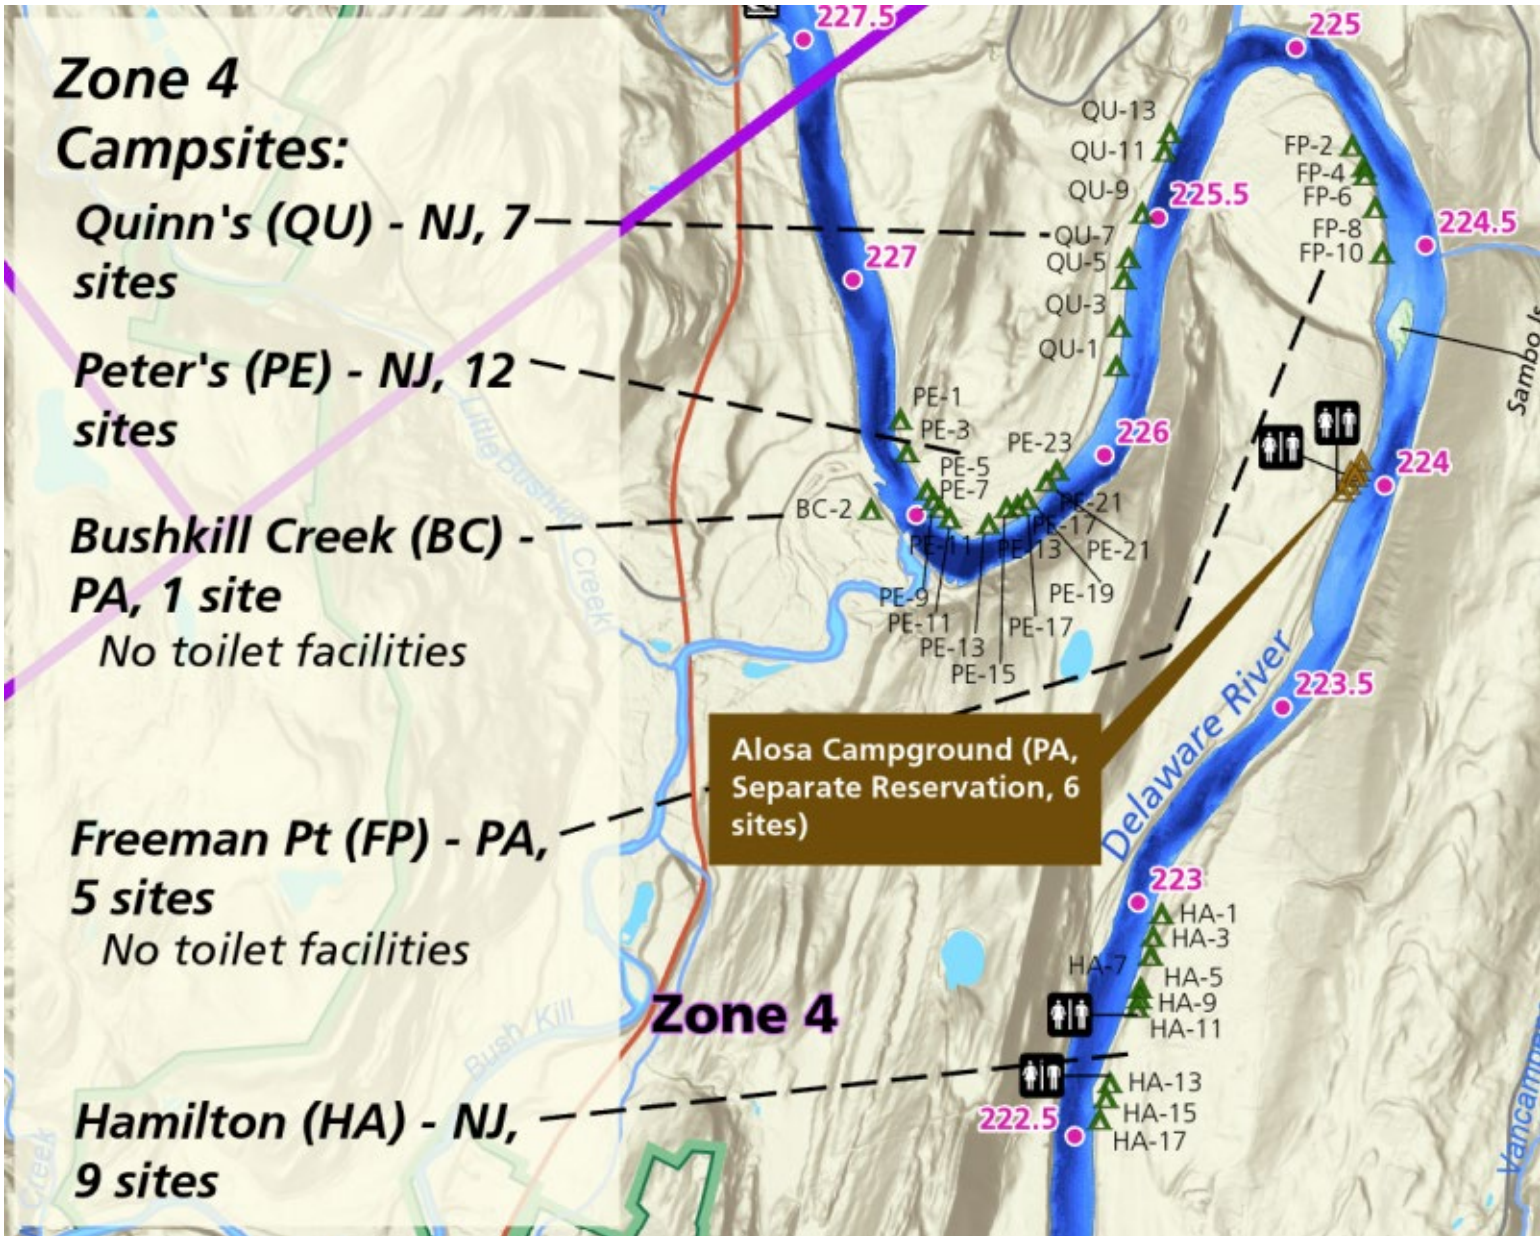 Zone 4
Campsites:
Quinn's (QU) - NJ, 7
sites
Peter's (PE) - NJ, 12
sites
Bushkill Creek (BC) -
PA, 1 site
No toilet facilities
Freeman Pt (FP) - PA,
5 sites
No toilet facilities
Hamilton (HA) - NJ,
9 sites
Little Bushkill Creek
Bush Kill
Creek
227.5
227
225
QU-13
QU-11
QU-9
225.5
QU-7
QU-5
QU-3
QU-1
226
FP-2
FP-4
FP-6
FP-8
FP-10
224.5
Sambo Is
224
PE-1
PE-3
PE-5
PE-7
PE-23
BC-2
PE-21
PE-17
PE-11
PE-13
PE-21
PE-9
PE-19
PE-11
PE-17
PE-13
PE-15
Alosa Campground (PA,
Separate Reservation, 6
sites)
Delaware River
223.5
223
HA-1
HA-3
HA-7
HA-5
HA-9
HA-11
Zone 4
HA-13
HA-15
HA-17
222.5